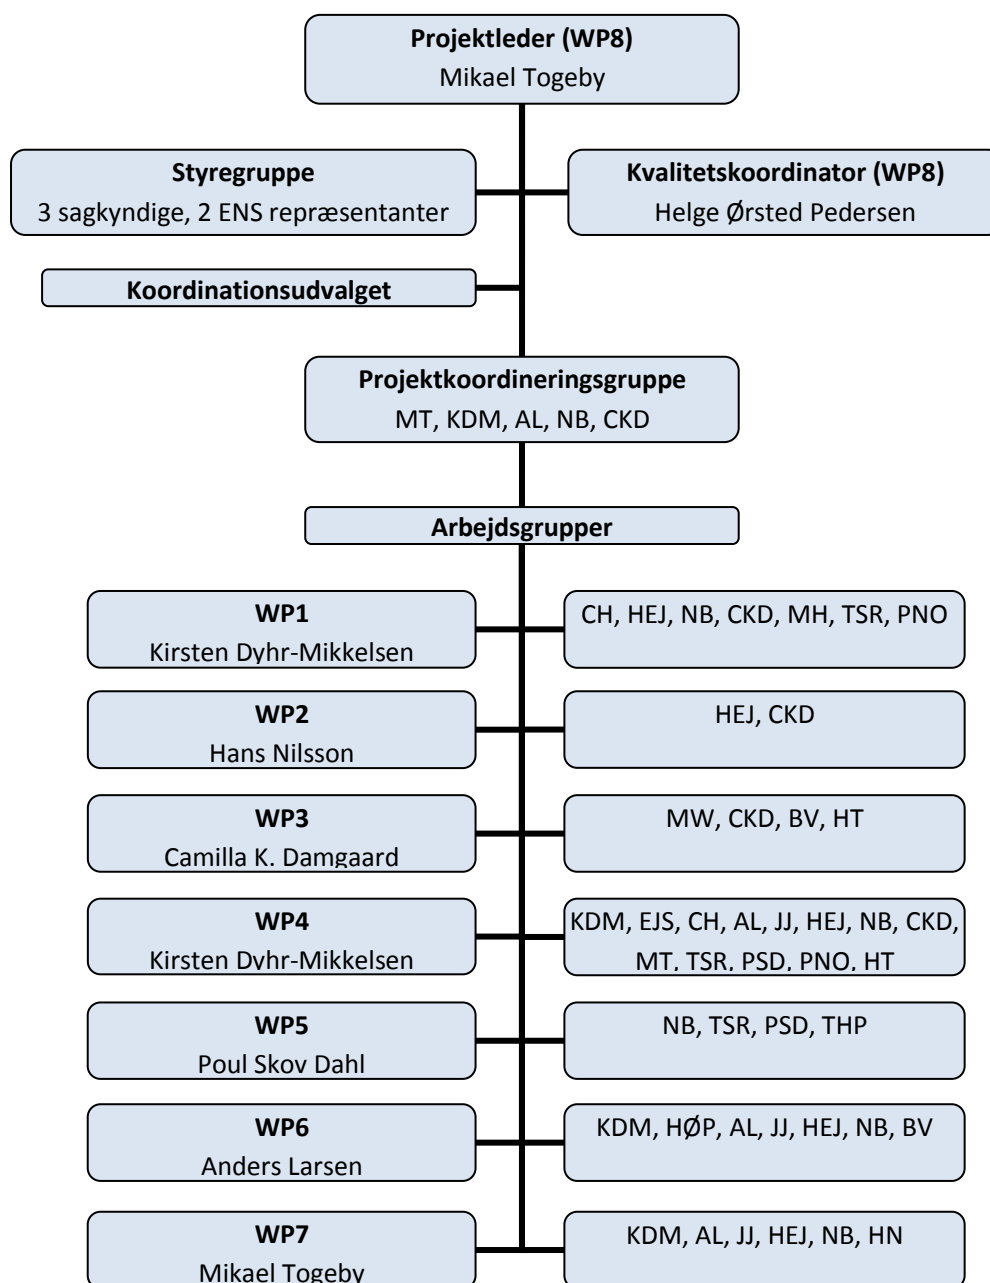 Projektleder (WP8)
Mikael Togeby
Styregruppe
3 sagkyndige, 2 ENS repræsentanter
Kvalitetskoordinator (WP8)
Helge Ørsted Pedersen
Koordinationsudvalget
Projektkoordineringsgruppe
MT, KDM, AL, NB, CKD
Arbejdsgrupper
WP1
Kirsten Dyhr-Mikkelsen
CH, HEJ, NB, CKD, MH, TSR, PNO
WP2
Hans Nilsson
HEJ, CKD
WP3
Camilla K. Damgaard
MW, CKD, BV, HT
WP4
Kirsten Dyhr-Mikkelsen
KDM, EJS, CH, AL, JJ, HEJ, NB, CKD,
MT, TSR, PSD, PNO, HT
WP5
Poul Skov Dahl
NB, TSR, PSD, THP
WP6
Anders Larsen
KDM, HØP, AL, JJ, HEJ, NB, BV
WP7
Mikael Togeby
KDM, AL, JJ, HEJ, NB, HN